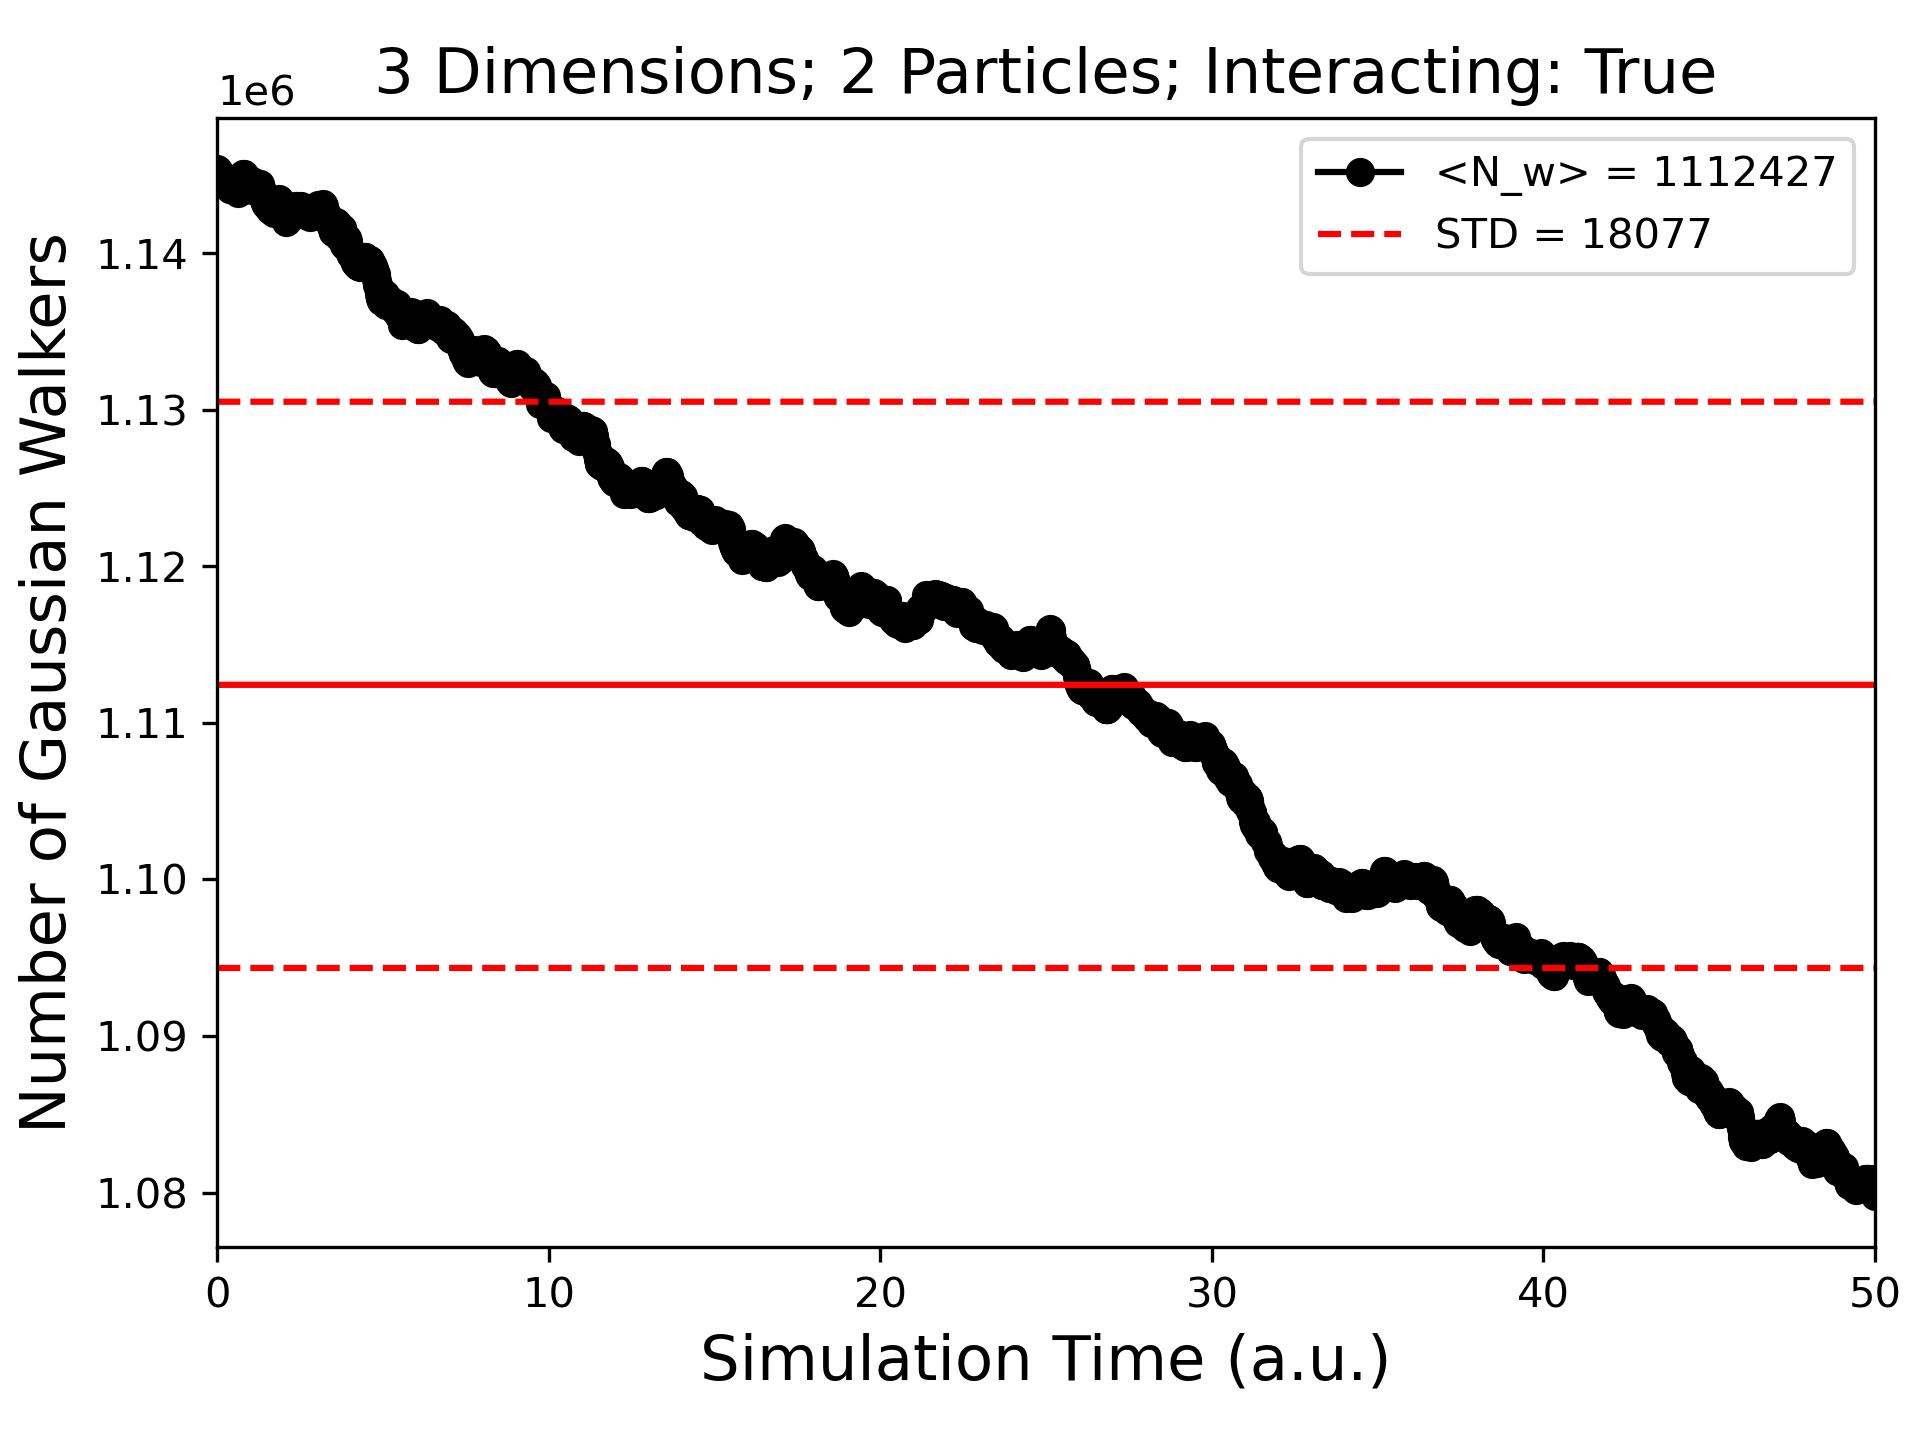 3 Dimensions; 2 Particles; Interacting: True
1e6
<N_w> = 1112427
STD = 18077
Number of Gaussian Walkers
1.14
1.13
1.12
1.11
1.10
1.09
1.08
0 10 20 30 40 50
Simulation Time (a.u.)